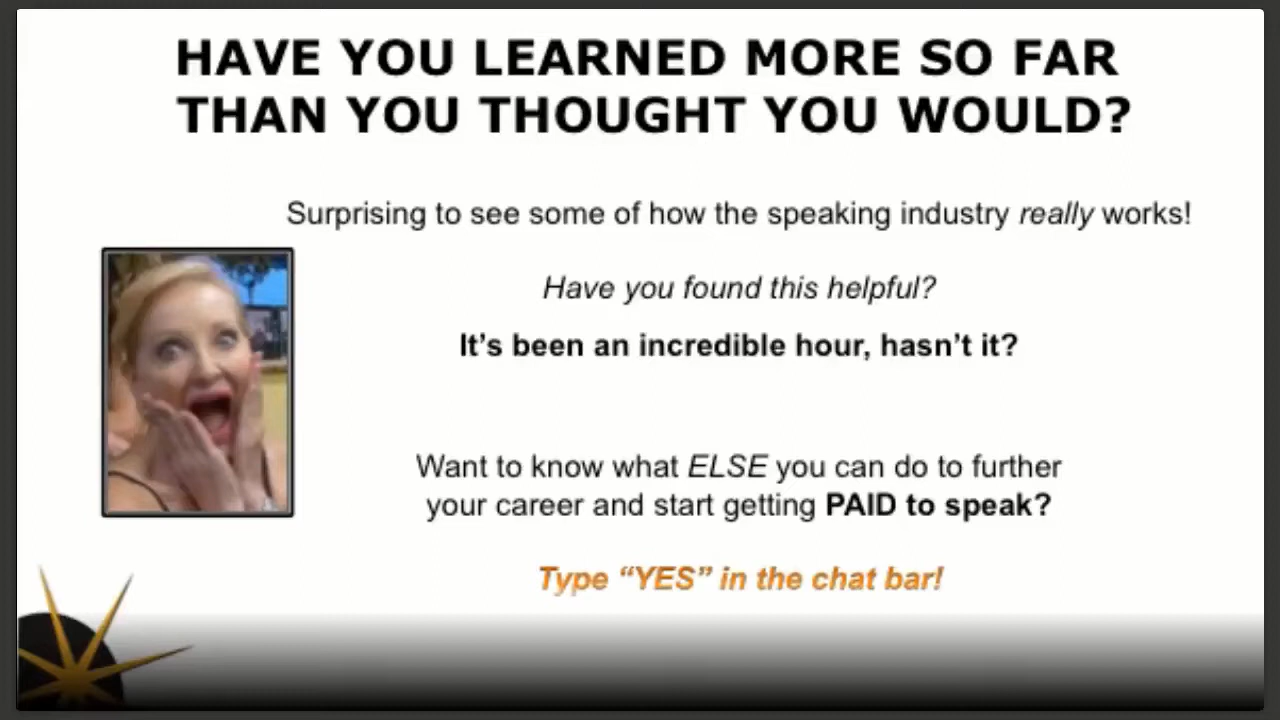 HAVE YOU LEARNED MORE SO FAR
THAN YOU THOUGHT YOU WOULD?
Surprising to see some of how the speaking industry really works!
Have you found this helpful?
It’s been an incredible hour, hasn’t it?
Want to know what ELSE you can do to further
your career and start getting PAID to speak?
Type “YES” in the chat bar!